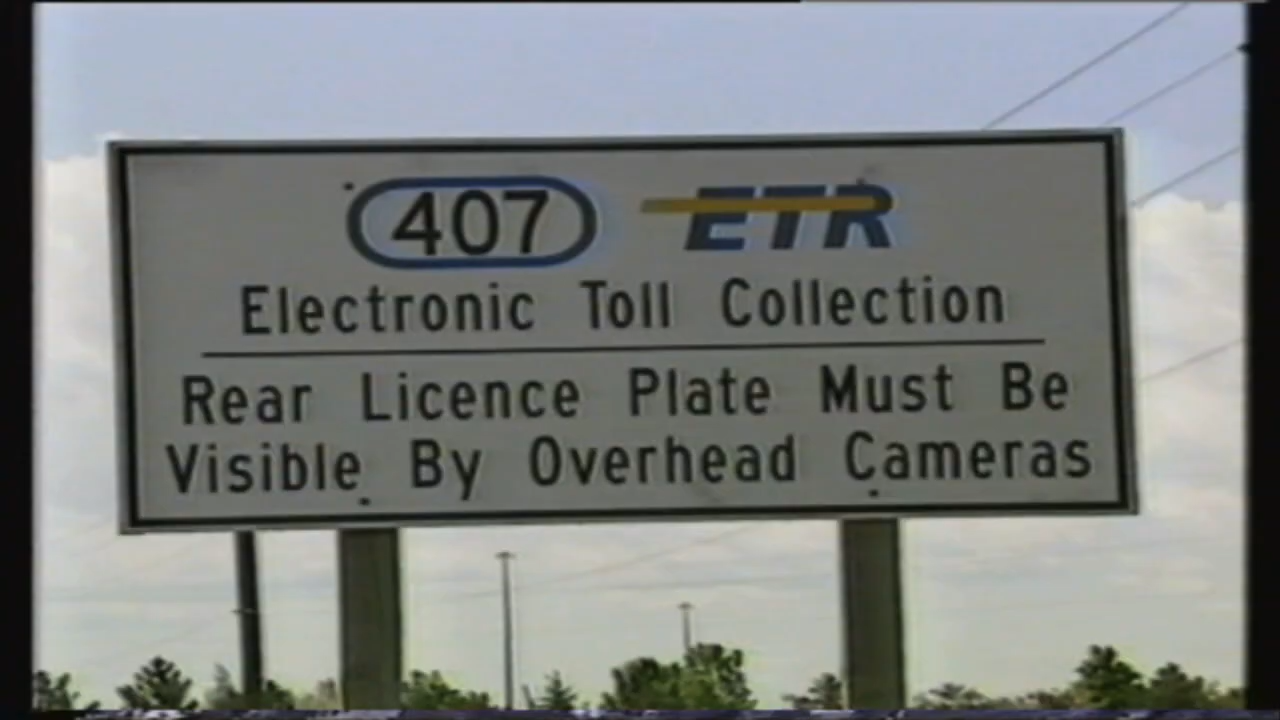 407 ETR
Electronic Toll Collection
Rear Licence Plate Must Be
Visible By Overhead Cameras